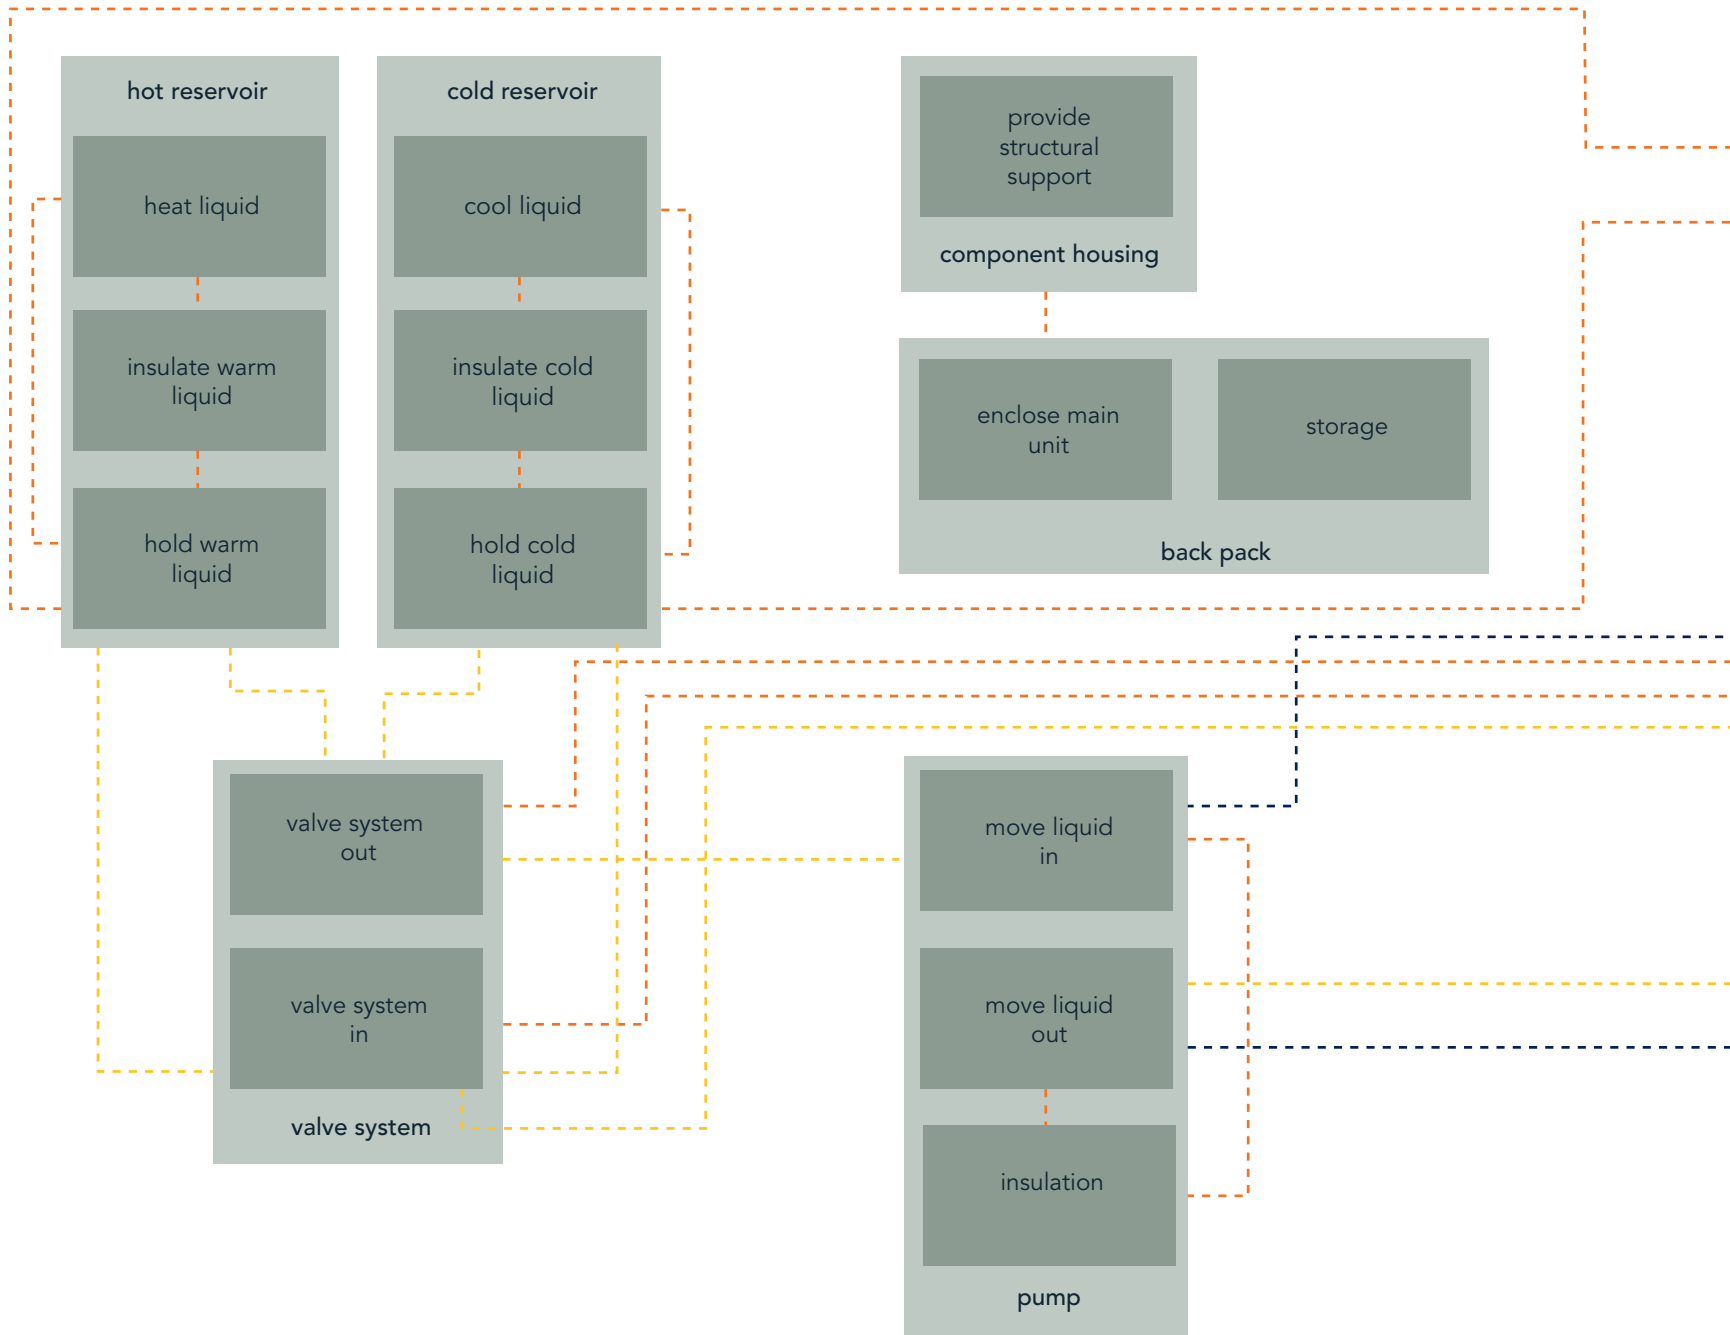 hot reservoir
heat liquid
insulate warm
liquid
hold warm
liquid
cold reservoir
cool liquid
insulate cold
liquid
hold cold
liquid
provide
structural
support
component housing
enclose main
unit
storage
back pack
valve system
out
valve system
in
valve system
move liquid
in
move liquid
out
insulation
pump